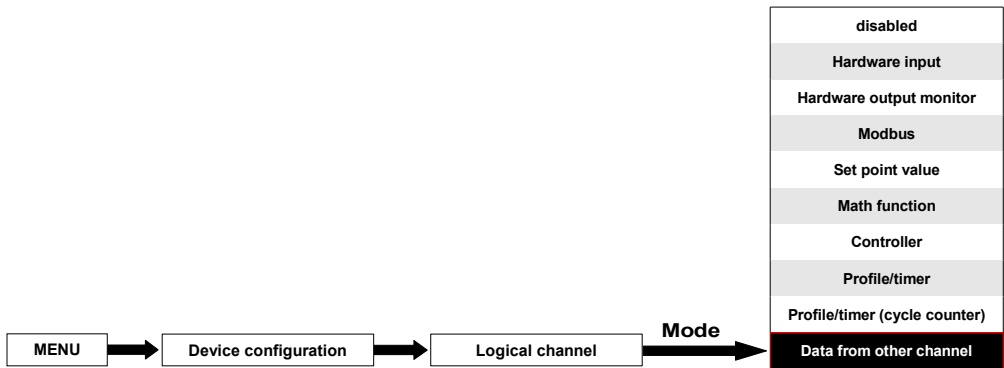 disabled
Hardware input
Hardware output monitor
Modbus
Set point value
Math function
Controller
Profile/timer
Profile/timer (cycle counter)
MENU
Device configuration
Logical channel
Mode
Data from other channel